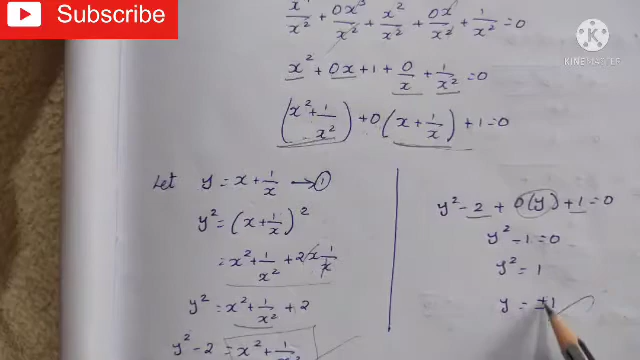 Subscribe
x⁴/x² + 0x³/x² + x²/x² + 0x/x² + 1/x² = 0
x² + 0x + 1 + 0/x + 1/x² = 0
(x² + 1/x²) + 0(x + 1/x) + 1 = 0
KINEMASTER
Let y = x + 1/x → ①
y² = (x + 1/x)²
= x² + 1/x² + 2x 1/x
y² = x² + 1/x² + 2
y² - 2 = x² + 1/x²
y² - 2 + 0(y) + 1 = 0
y² - 1 = 0
y² = 1
y = ±1